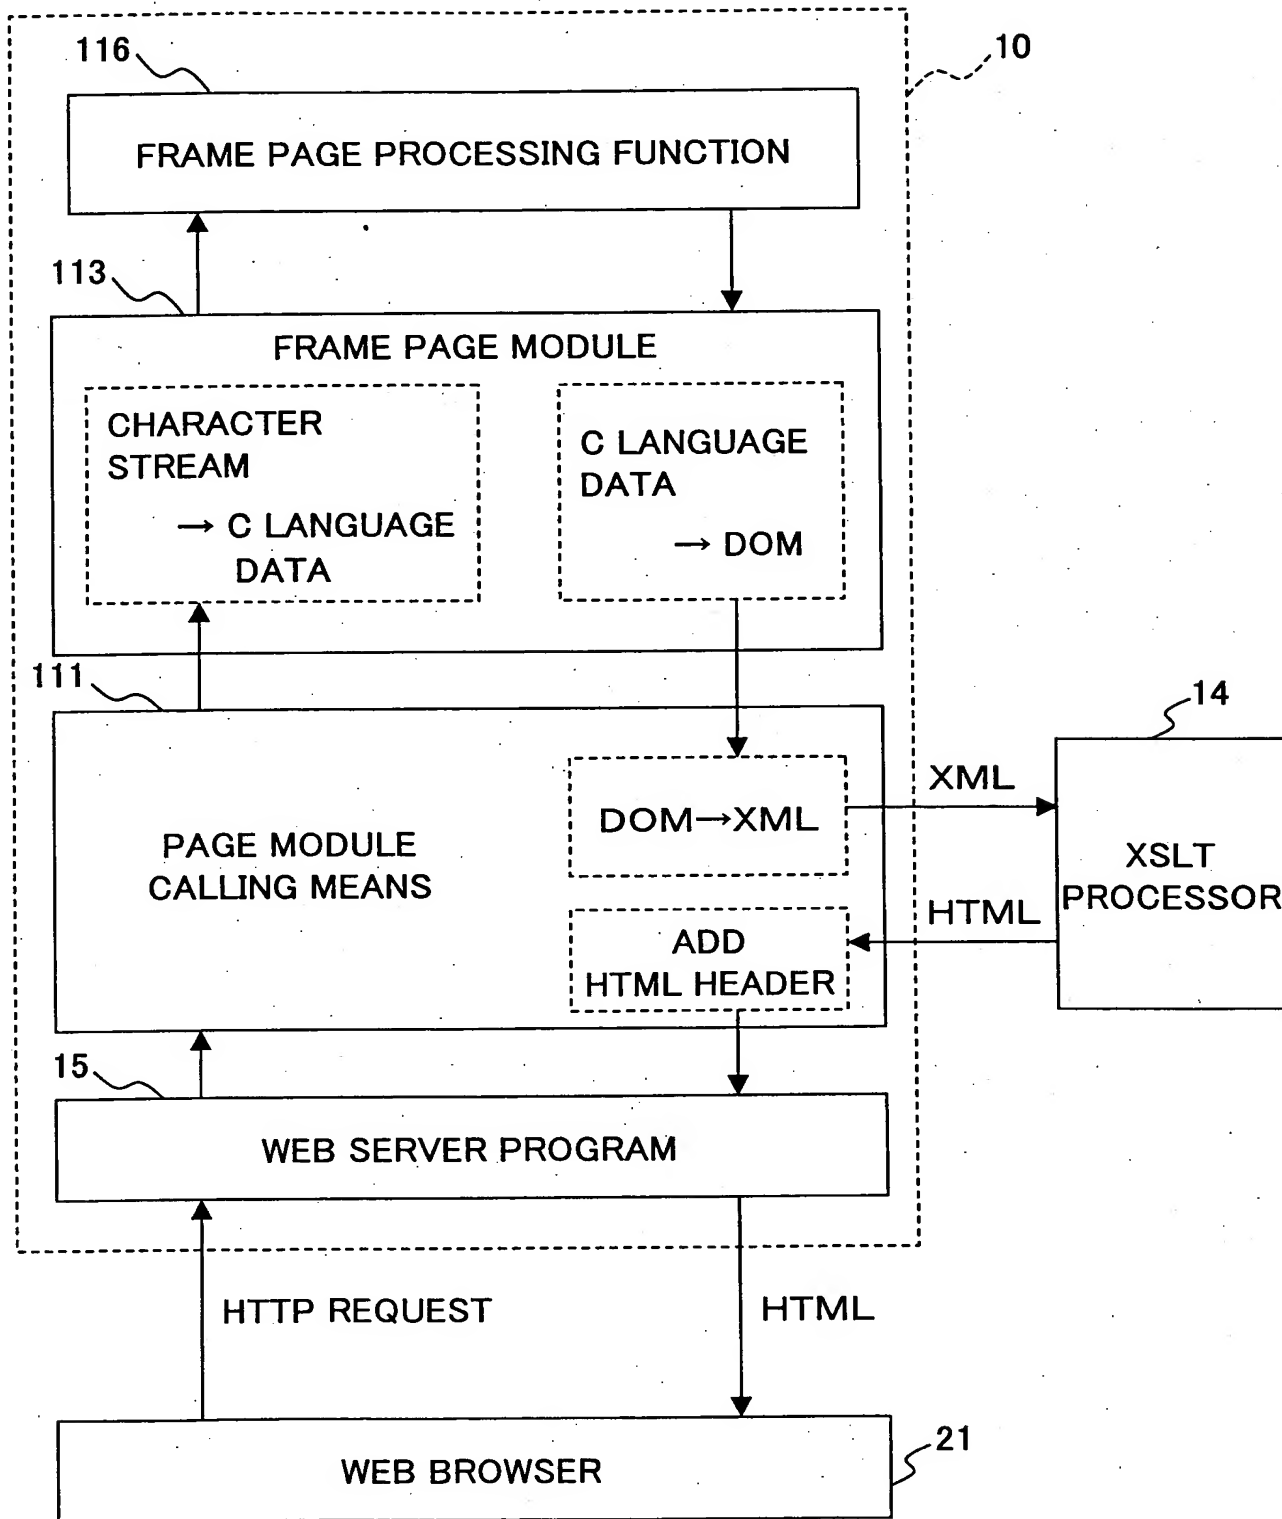 116
10
FRAME PAGE PROCESSING FUNCTION
113
FRAME PAGE MODULE
CHARACTER
STREAM
→ C LANGUAGE
DATA
C LANGUAGE
DATA
→ DOM
111
14
PAGE MODULE
CALLING MEANS
DOM→XML
XML
XSLT
PROCESSOR
HTML
ADD
HTML HEADER
15
WEB SERVER PROGRAM
HTTP REQUEST
HTML
21
WEB BROWSER